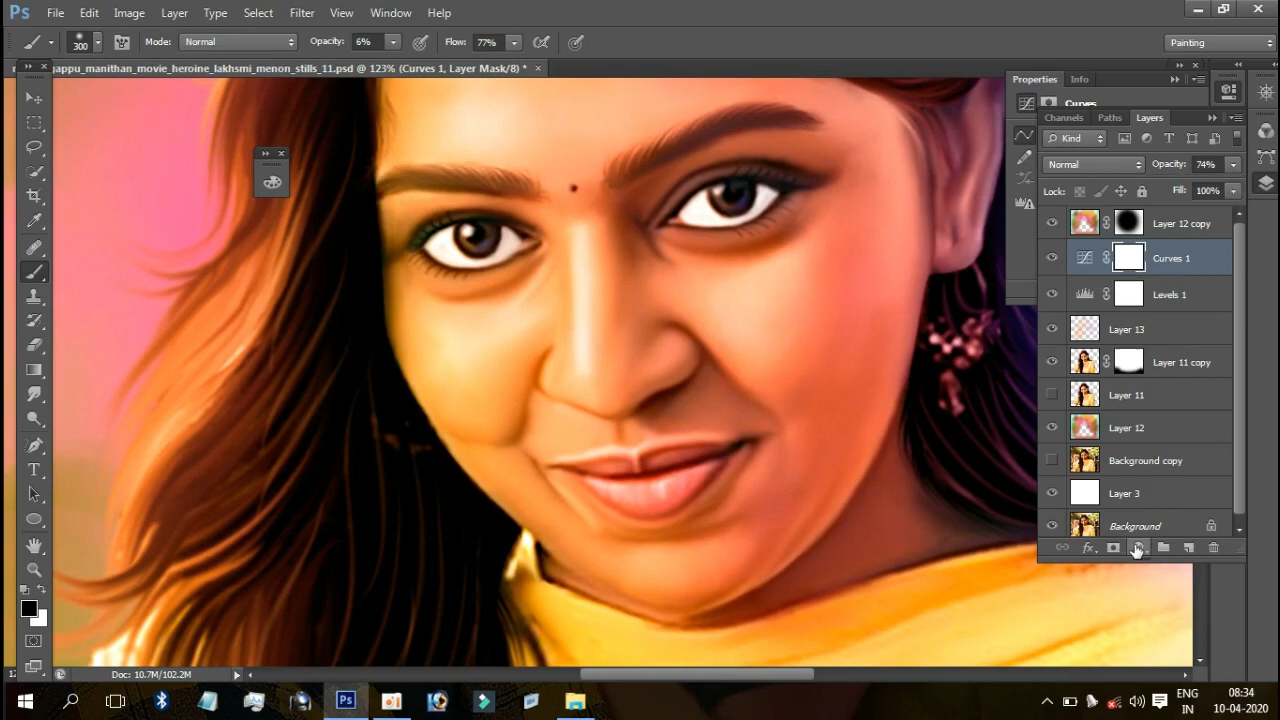 Ps File Edit Image Layer Type Select Filter View Window Help
300 Mode: Normal Opacity: 6% Flow: 77% Painting
gappu_manithan_movie_heroine_lakhsmi_menon_stills_11.psd @ 123% (Curves 1, Layer Mask/8) * ×
Properties Info
Curves
Channels Paths Layers
Kind
Normal Opacity: 74%
Lock: Fill: 100%
Layer 12 copy
Curves 1
Levels 1
Layer 13
Layer 11 copy
Layer 11
Layer 12
Background copy
Layer 3
Background
fx
T
Doc: 10.7M/102.2M
Ps
ENG 08:34
IN 10-04-2020